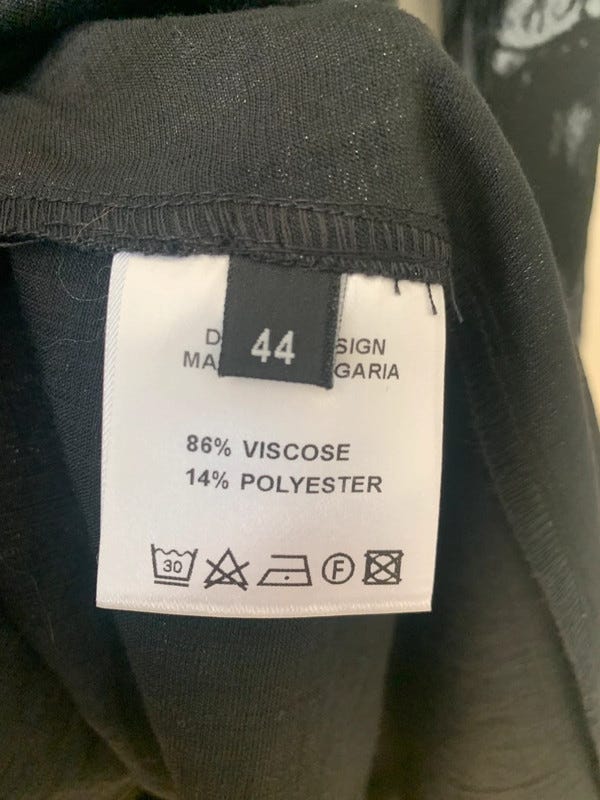 44
D SIGN
MA GARIA
86% VISCOSE
14% POLYESTER
30 F